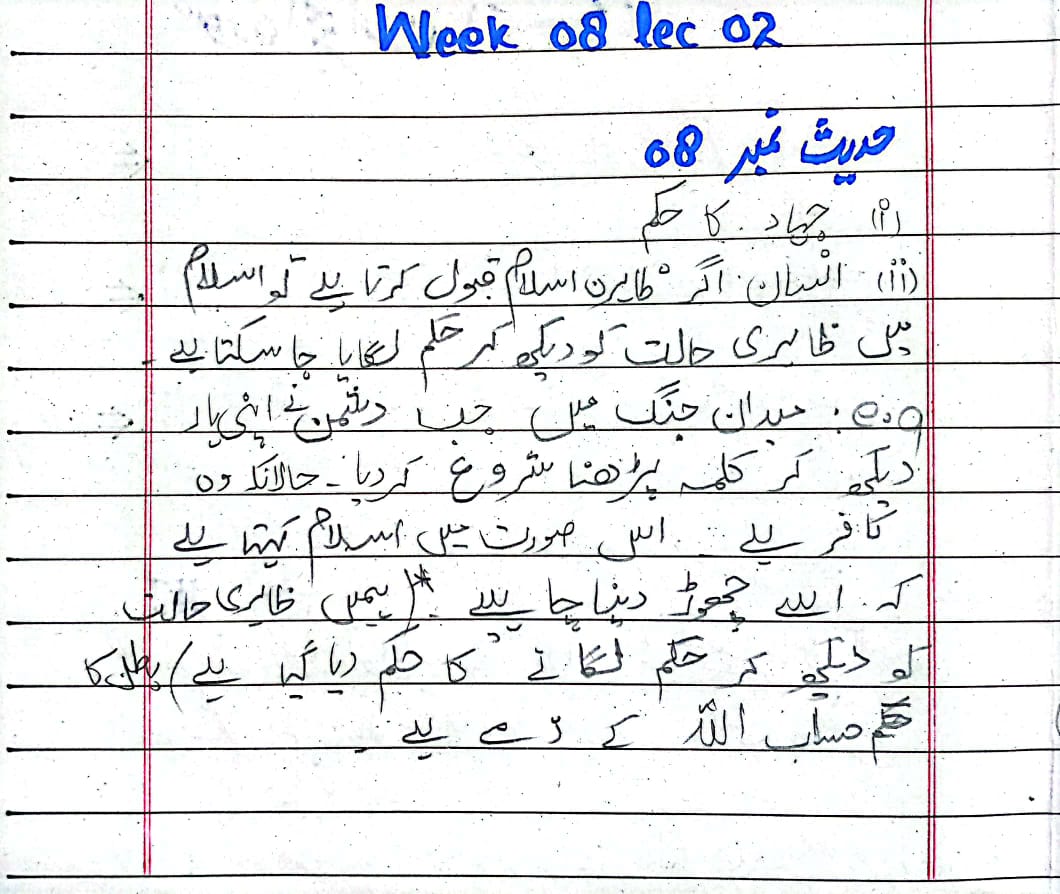 Week 08 lec 02
حدیث نمبر 08
(i) جہاد کا حکم
(ii) انسان اگر ظاہرن اسلام قبول کرتا ہے تو اسلام
میں ظاہری حالت کو دیکھ کر حکم لگایا جا سکتا ہے ۔
e.g: میدان جنگ میں جب دشمن نے اپنی ہار
دیکھ کر کلمہ پڑھنا شروع کر دیا ۔ حالانکہ وہ
کافر ہے ۔ اس صورت میں اسلام کہتا ہے
کہ اسے چھوڑ دینا چاہیے ۔ *(ہمیں ظاہری حالت
کو دیکھ کر حکم لگانے کا حکم دیا گیا ہے) باطن کا
حساب اللہ کے ذمے ہے ۔